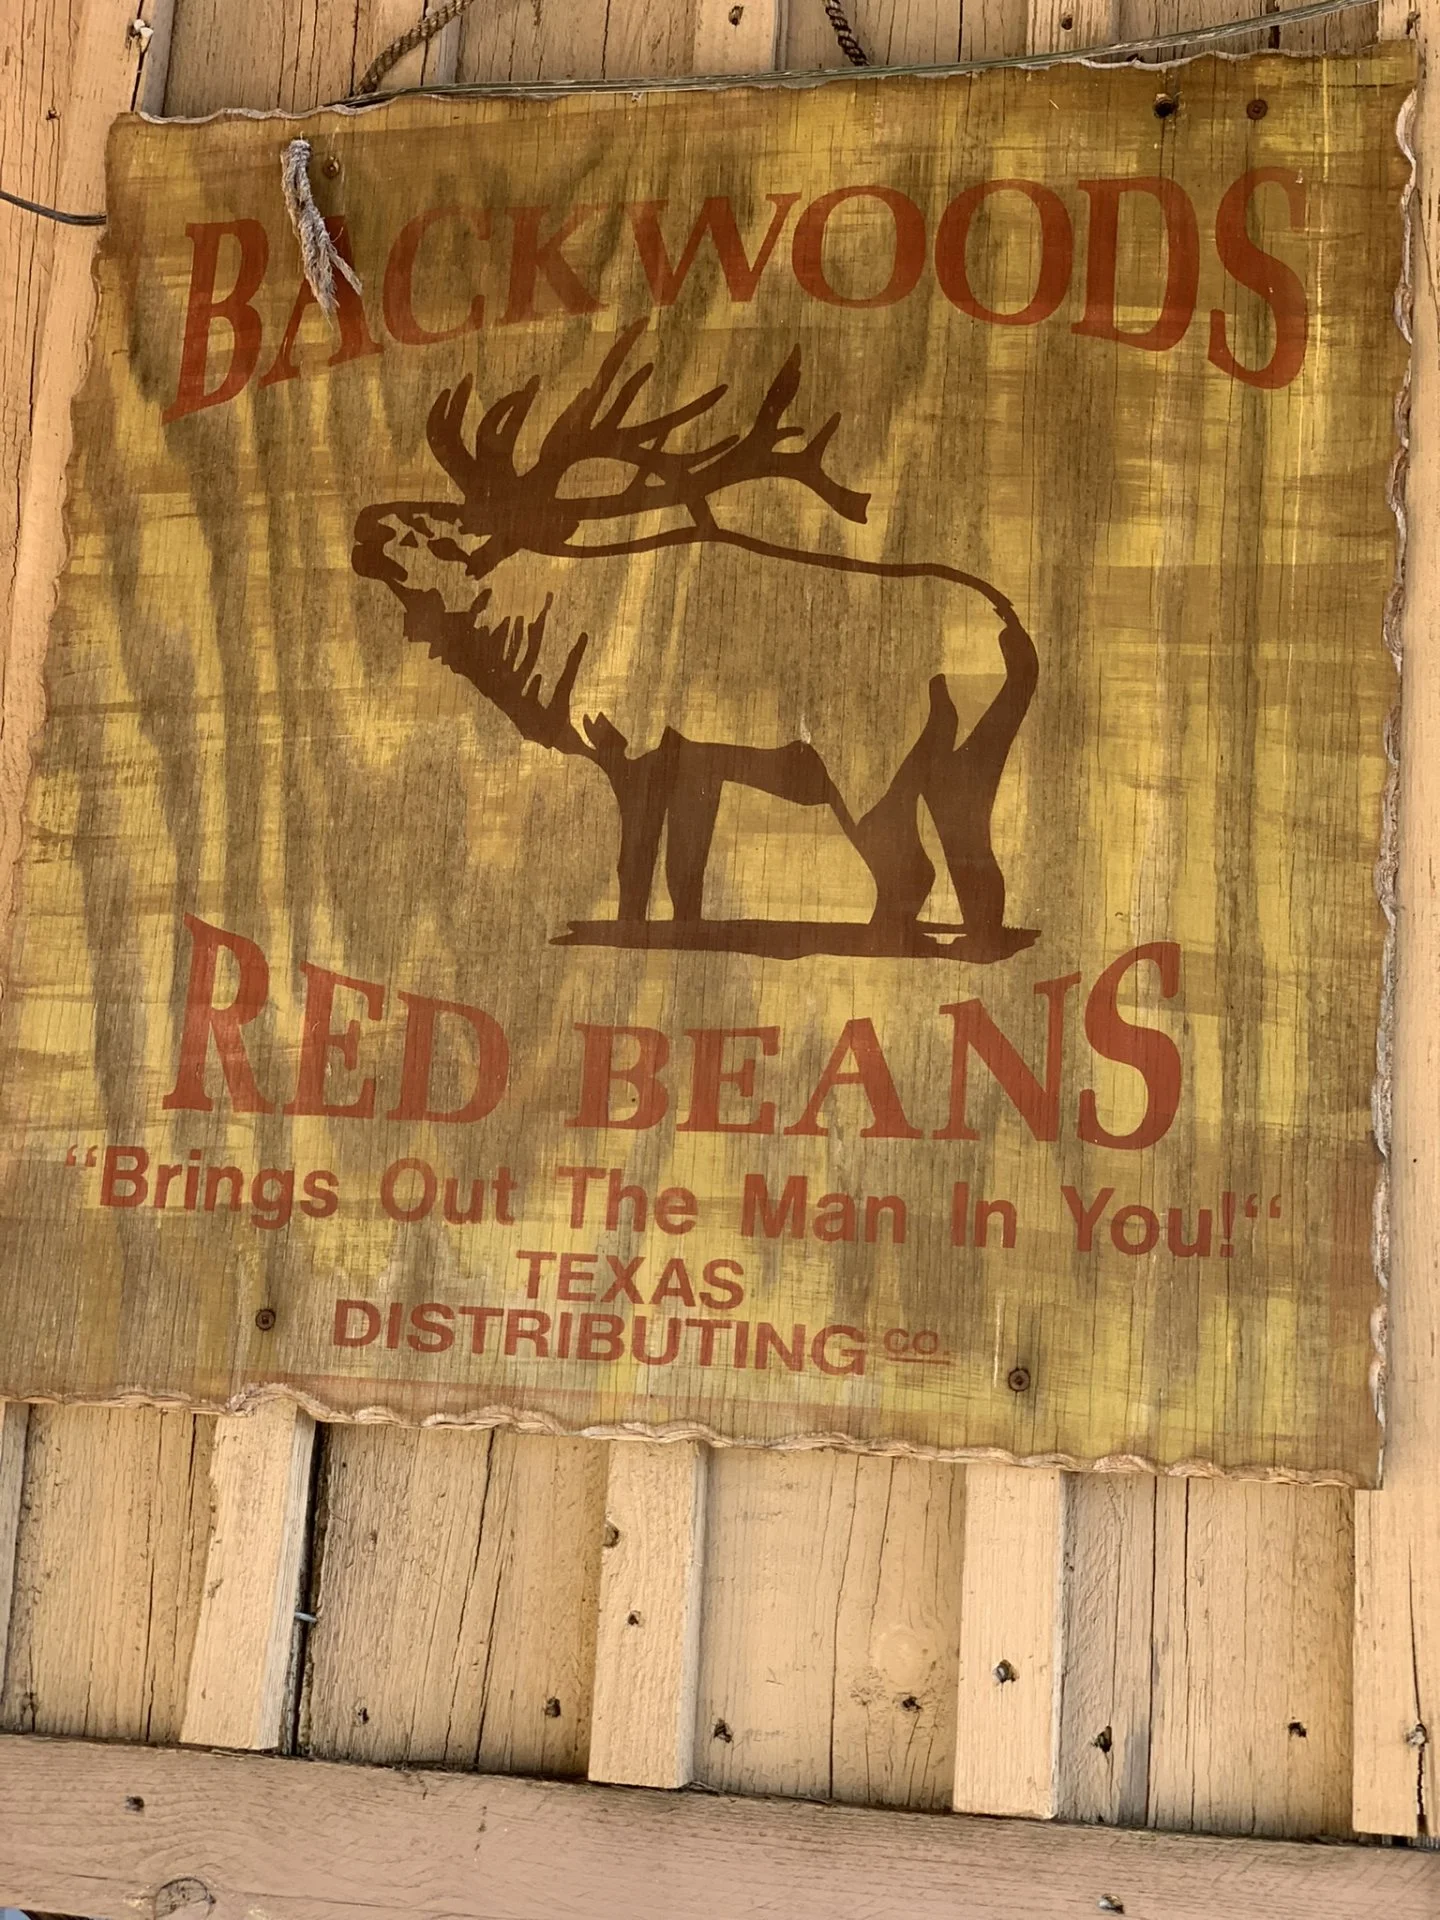 BACKWOODS
RED BEANS
“Brings Out The Man In You!“
TEXAS
DISTRIBUTING CO.